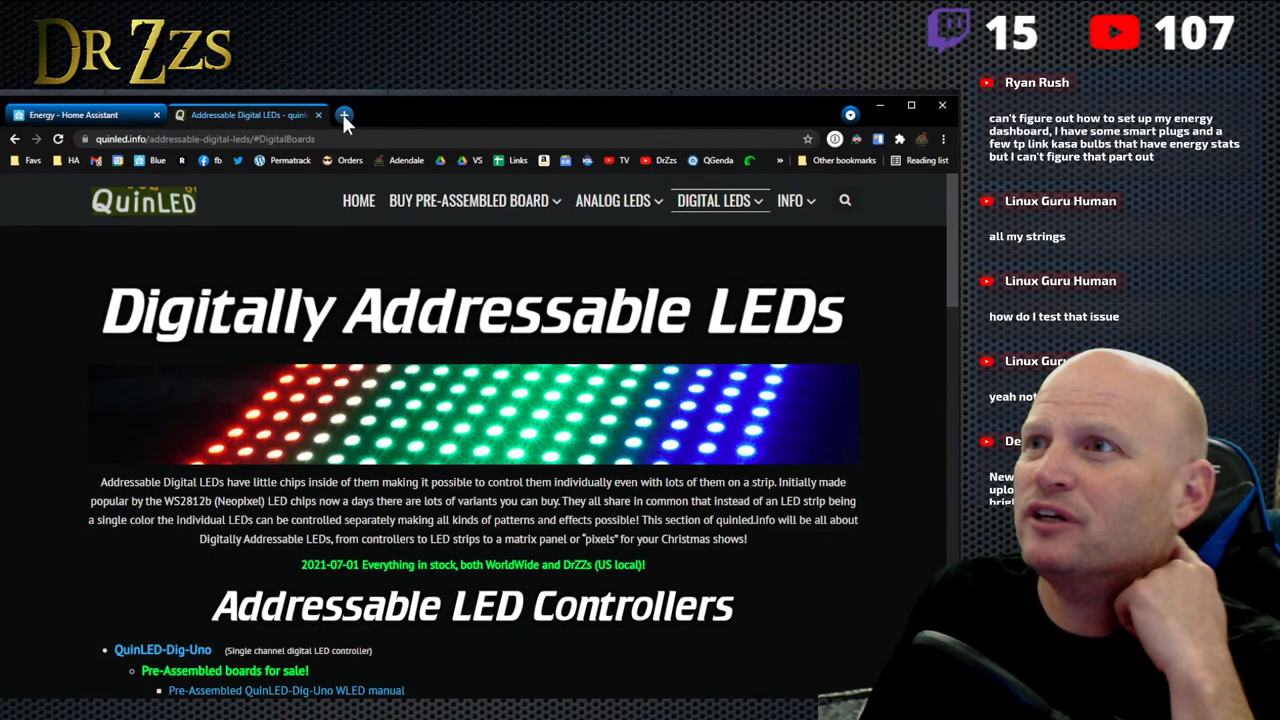 DR ZZS
15
107
Energy - Home Assistant
Addressable Digital LEDs - quinl
quinled.info/addressable-digital-leds/#DigitalBoards
Favs
HA
Blue
fb
Permatrack
Orders
Adendale
VS
Links
TV
DrZzs
QGenda
»
Other bookmarks
Reading list
QuinLED
HOME
BUY PRE-ASSEMBLED BOARD
ANALOG LEDS
DIGITAL LEDS
INFO
Digitally Addressable LEDs
Addressable Digital LEDs have little chips inside of them making it possible to control them individually even with lots of them on a strip. Initially made
popular by the WS2812b (Neopixel) LED chips now a days there are lots of variants you can buy. They all share in common that instead of an LED strip being
a single color the individual LEDs can be controlled separately making all kinds of patterns and effects possible! This section of quinled.info will be all about
Digitally Addressable LEDs, from controllers to LED strips to a matrix panel or “pixels” for your Christmas shows!
2021-07-01 Everything in stock, both WorldWide and DrZZs (US local)!
Addressable LED Controllers
QuinLED-Dig-Uno (Single channel digital LED controller)
Pre-Assembled boards for sale!
Pre-Assembled QuinLED-Dig-Uno WLED manual
Ryan Rush
can't figure out how to set up my energy
dashboard, I have some smart plugs and a
few tp link kasa bulbs that have energy stats
but I can't figure that part out
Linux Guru Human
all my strings
Linux Guru Human
how do I test that issue
Linux Guru
yeah not
De
New
uplo
brigh